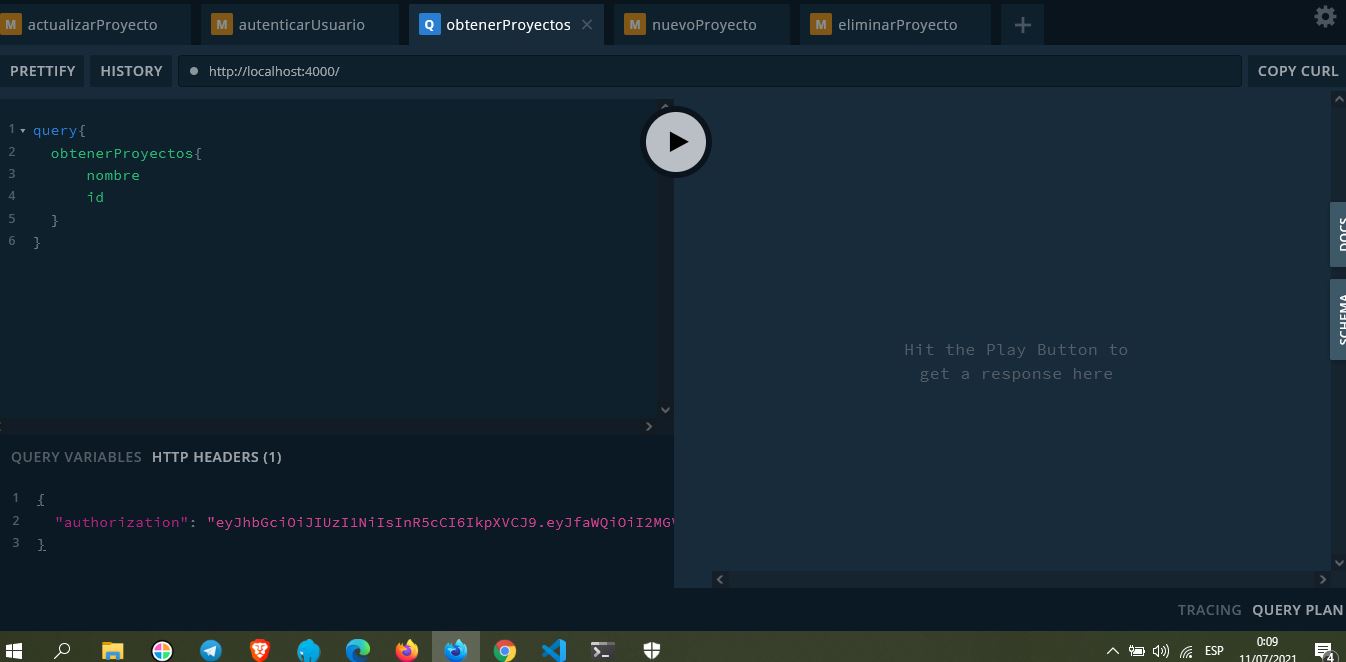 M actualizarProyecto
M autenticarUsuario
Q obtenerProyectos
M nuevoProyecto
M eliminarProyecto
PRETTIFY
HISTORY
http://localhost:4000/
COPY CURL
1 query{
2 obtenerProyectos{
3 nombre
4 id
5 }
6 }
Hit the Play Button to
get a response here
DOCS
SCHEMA
QUERY VARIABLES HTTP HEADERS (1)
1 {
2 "authorization": "eyJhbGciOiJIUzI1NiIsInR5cCI6IkpXVCJ9.eyJfaWQiOiI2MG
3 }
TRACING QUERY PLAN
ESP
0:09
11/07/2021
4